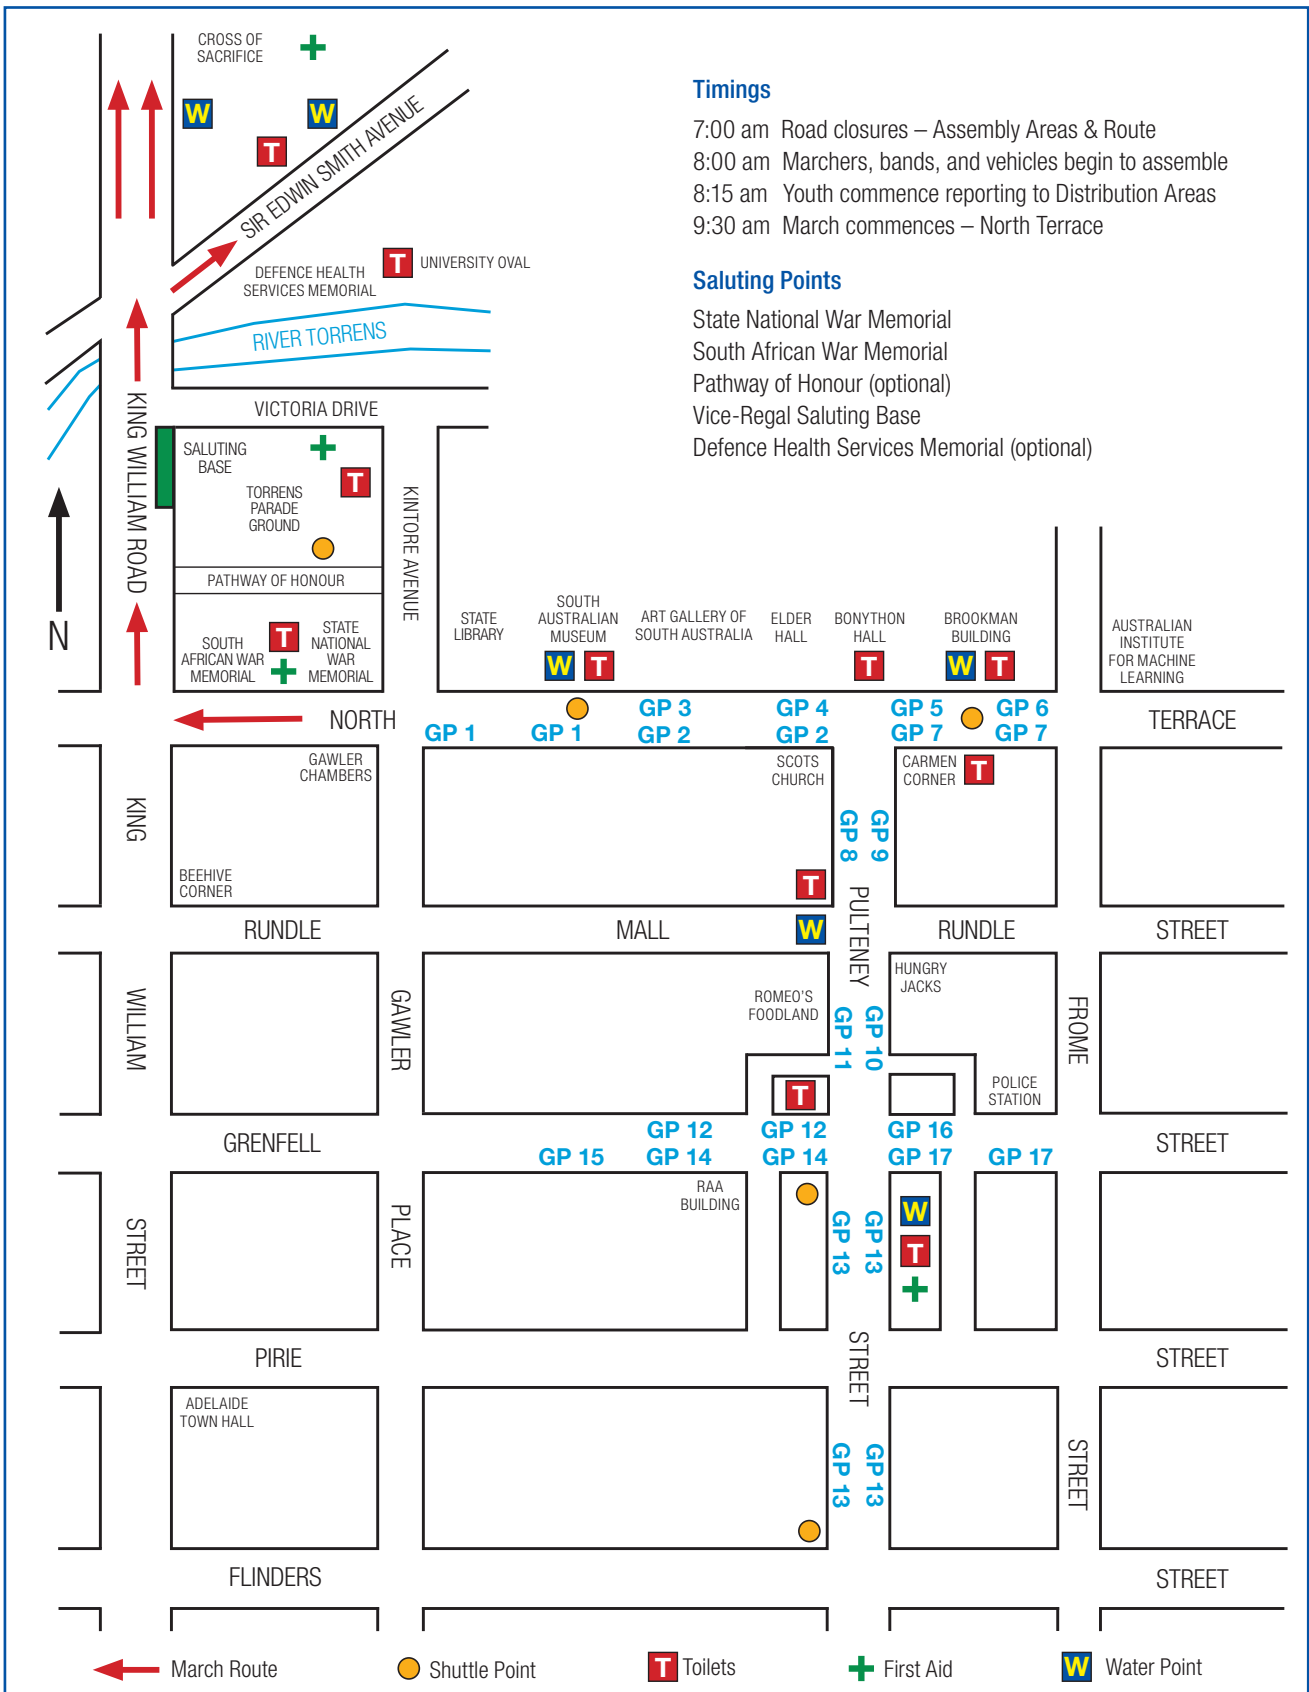 CROSS OF
SACRIFICE
W
W
T
SIR EDWIN SMITH AVENUE
Timings
7:00 am Road closures – Assembly Areas & Route
8:00 am Marchers, bands, and vehicles begin to assemble
8:15 am Youth commence reporting to Distribution Areas
9:30 am March commences – North Terrace
Saluting Points
State National War Memorial
South African War Memorial
Pathway of Honour (optional)
Vice-Regal Saluting Base
Defence Health Services Memorial (optional)
T
UNIVERSITY OVAL
DEFENCE HEALTH
SERVICES MEMORIAL
RIVER TORRENS
VICTORIA DRIVE
KING WILLIAM ROAD
SALUTING
BASE
T
TORRENS
PARADE
GROUND
KINTORE AVENUE
PATHWAY OF HONOUR
N
SOUTH
AFRICAN WAR
MEMORIAL
T
STATE
NATIONAL
WAR
MEMORIAL
STATE
LIBRARY
SOUTH
AUSTRALIAN
MUSEUM
W
T
ART GALLERY OF
SOUTH AUSTRALIA
ELDER
HALL
BONYTHON
HALL
T
BROOKMAN
BUILDING
W
T
AUSTRALIAN
INSTITUTE
FOR MACHINE
LEARNING
NORTH
TERRACE
GP 1
GP 1
GP 3
GP 2
GP 4
GP 2
GP 5
GP 7
GP 6
GP 7
GAWLER
CHAMBERS
SCOTS
CHURCH
CARMEN
CORNER
T
KING
GP 8
GP 9
BEEHIVE
CORNER
T
RUNDLE
MALL
W
PULTENEY
RUNDLE
STREET
WILLIAM
GAWLER
ROMEO'S
FOODLAND
HUNGRY
JACKS
GP 11
GP 10
FROME
T
POLICE
STATION
GRENFELL
GP 12
GP 12
GP 16
STREET
GP 15
GP 14
GP 14
GP 17
GP 17
RAA
BUILDING
STREET
PLACE
GP 13
GP 13
W
T
PIRIE
STREET
STREET
ADELAIDE
TOWN HALL
GP 13
GP 13
STREET
FLINDERS
STREET
March Route
Shuttle Point
T
Toilets
First Aid
W
Water Point